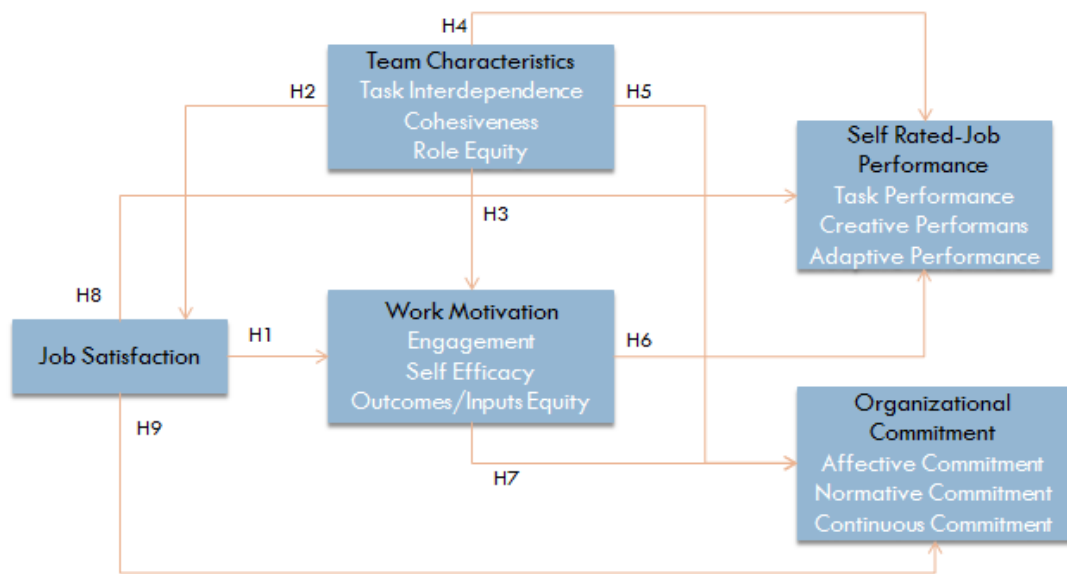 H4
Team Characteristics
Task Interdependence
Cohesiveness
Role Equity
H2
H5
Self Rated-Job
Performance
Task Performance
Creative Performans
Adaptive Performance
H3
H8
Job Satisfaction
H1
Work Motivation
Engagement
Self Efficacy
Outcomes/Inputs Equity
H6
H9
H7
Organizational
Commitment
Affective Commitment
Normative Commitment
Continuous Commitment